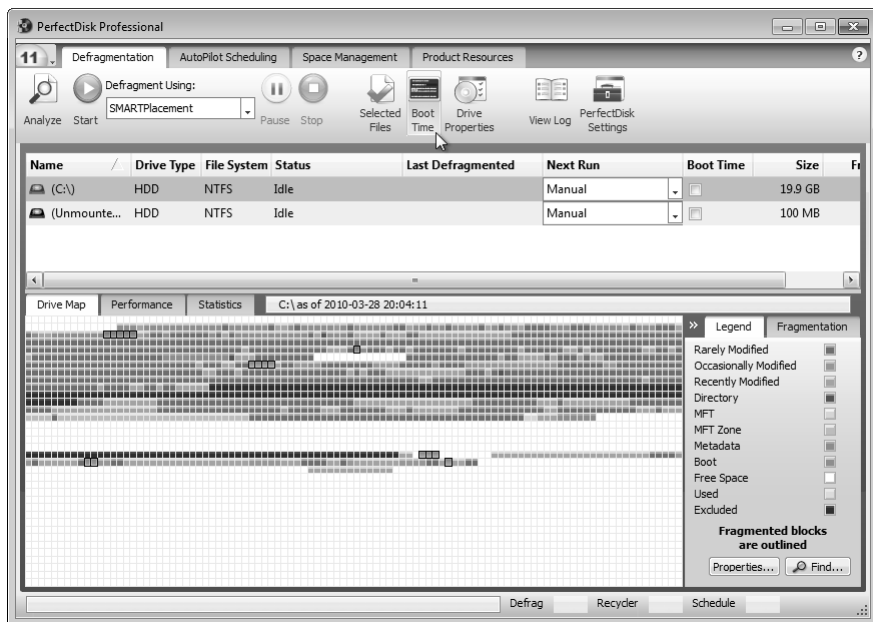 PerfectDisk Professional
11 Defragmentation AutoPilot Scheduling Space Management Product Resources ?
Defragment Using:
SMARTPlacement
Analyze Start Pause Stop Selected Files Boot Time Drive Properties View Log PerfectDisk Settings
Name Drive Type File System Status Last Defragmented Next Run Boot Time Size Fr
(C:\) HDD NTFS Idle Manual 19.9 GB
(Unmounte... HDD NTFS Idle Manual 100 MB
Drive Map Performance Statistics C:\ as of 2010-03-28 20:04:11
» Legend Fragmentation
Rarely Modified
Occasionally Modified
Recently Modified
Directory
MFT
MFT Zone
Metadata
Boot
Free Space
Used
Excluded
Fragmented blocks
are outlined
Properties... Find...
Defrag Recycler Schedule